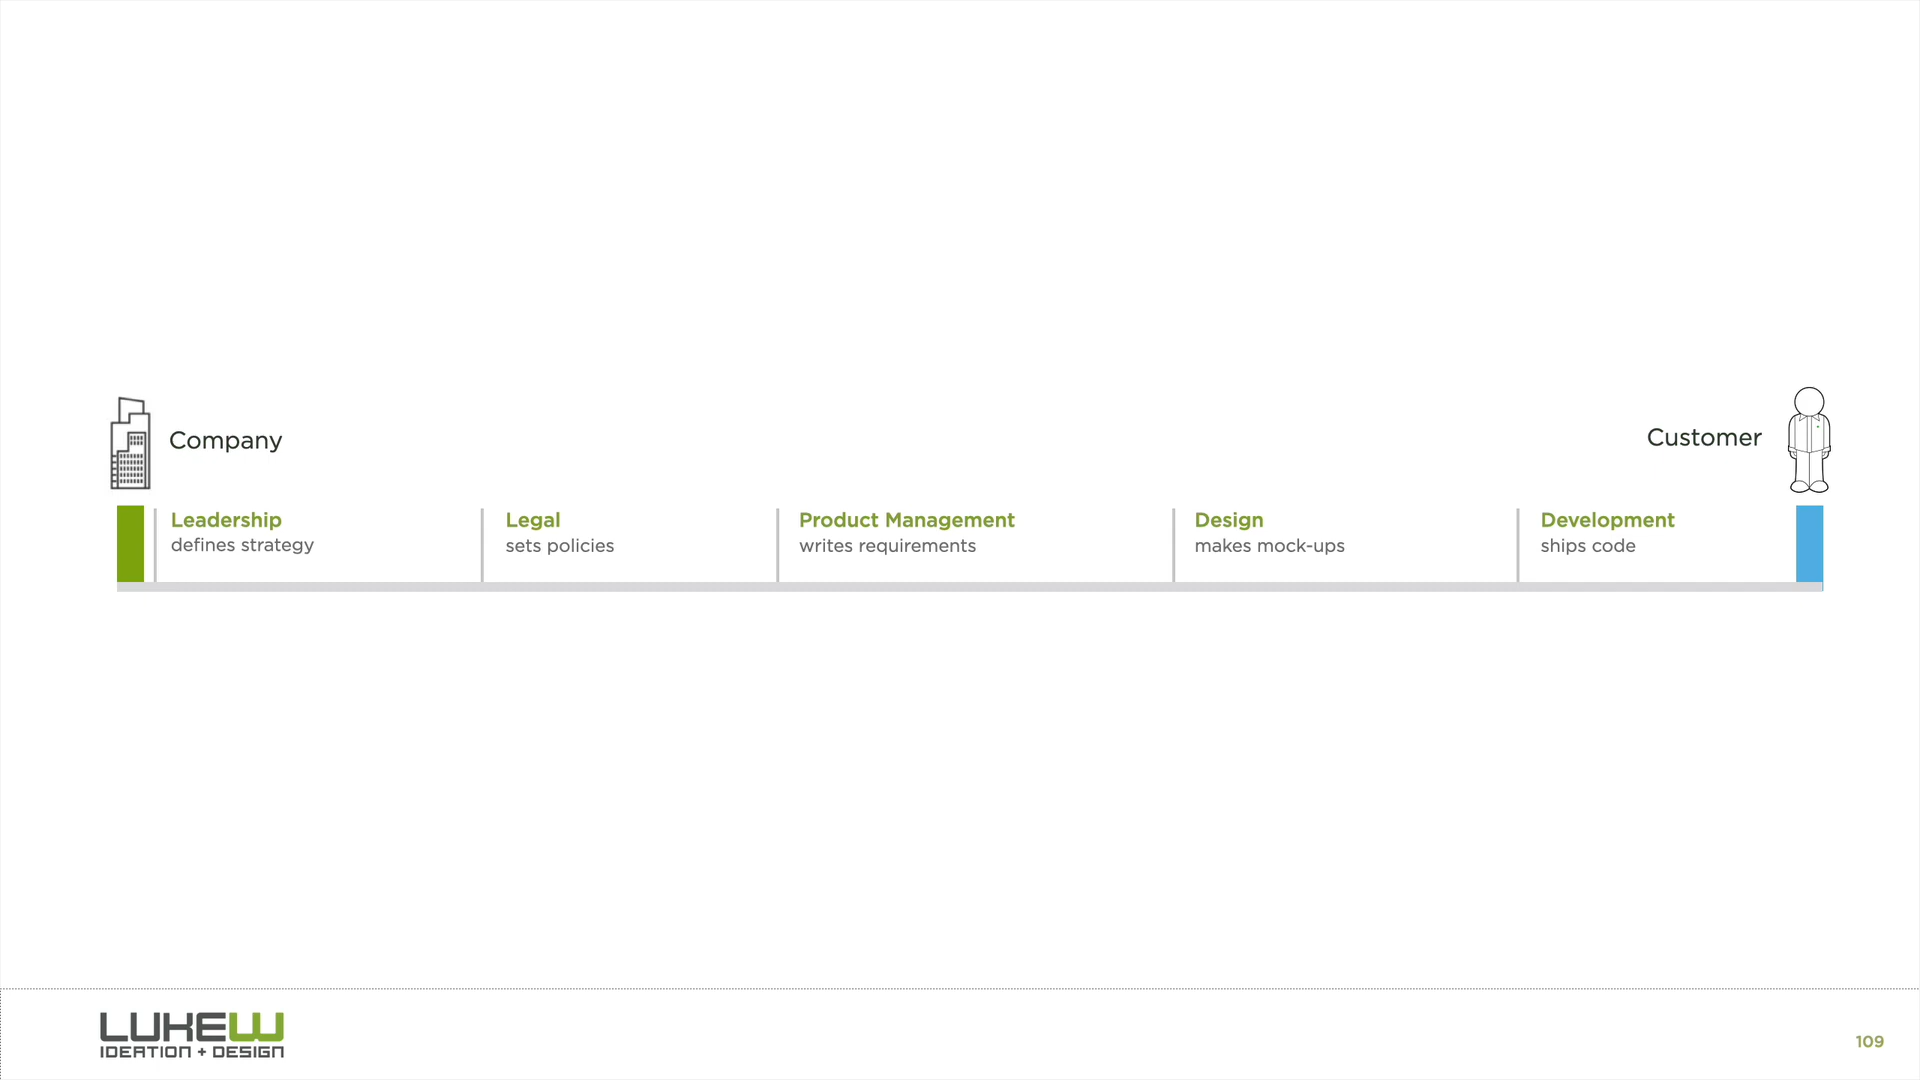 Company
Customer
Leadership
defines strategy
Legal
sets policies
Product Management
writes requirements
Design
makes mock-ups
Development
ships code
LUKEW
IDEATION + DESIGN
109